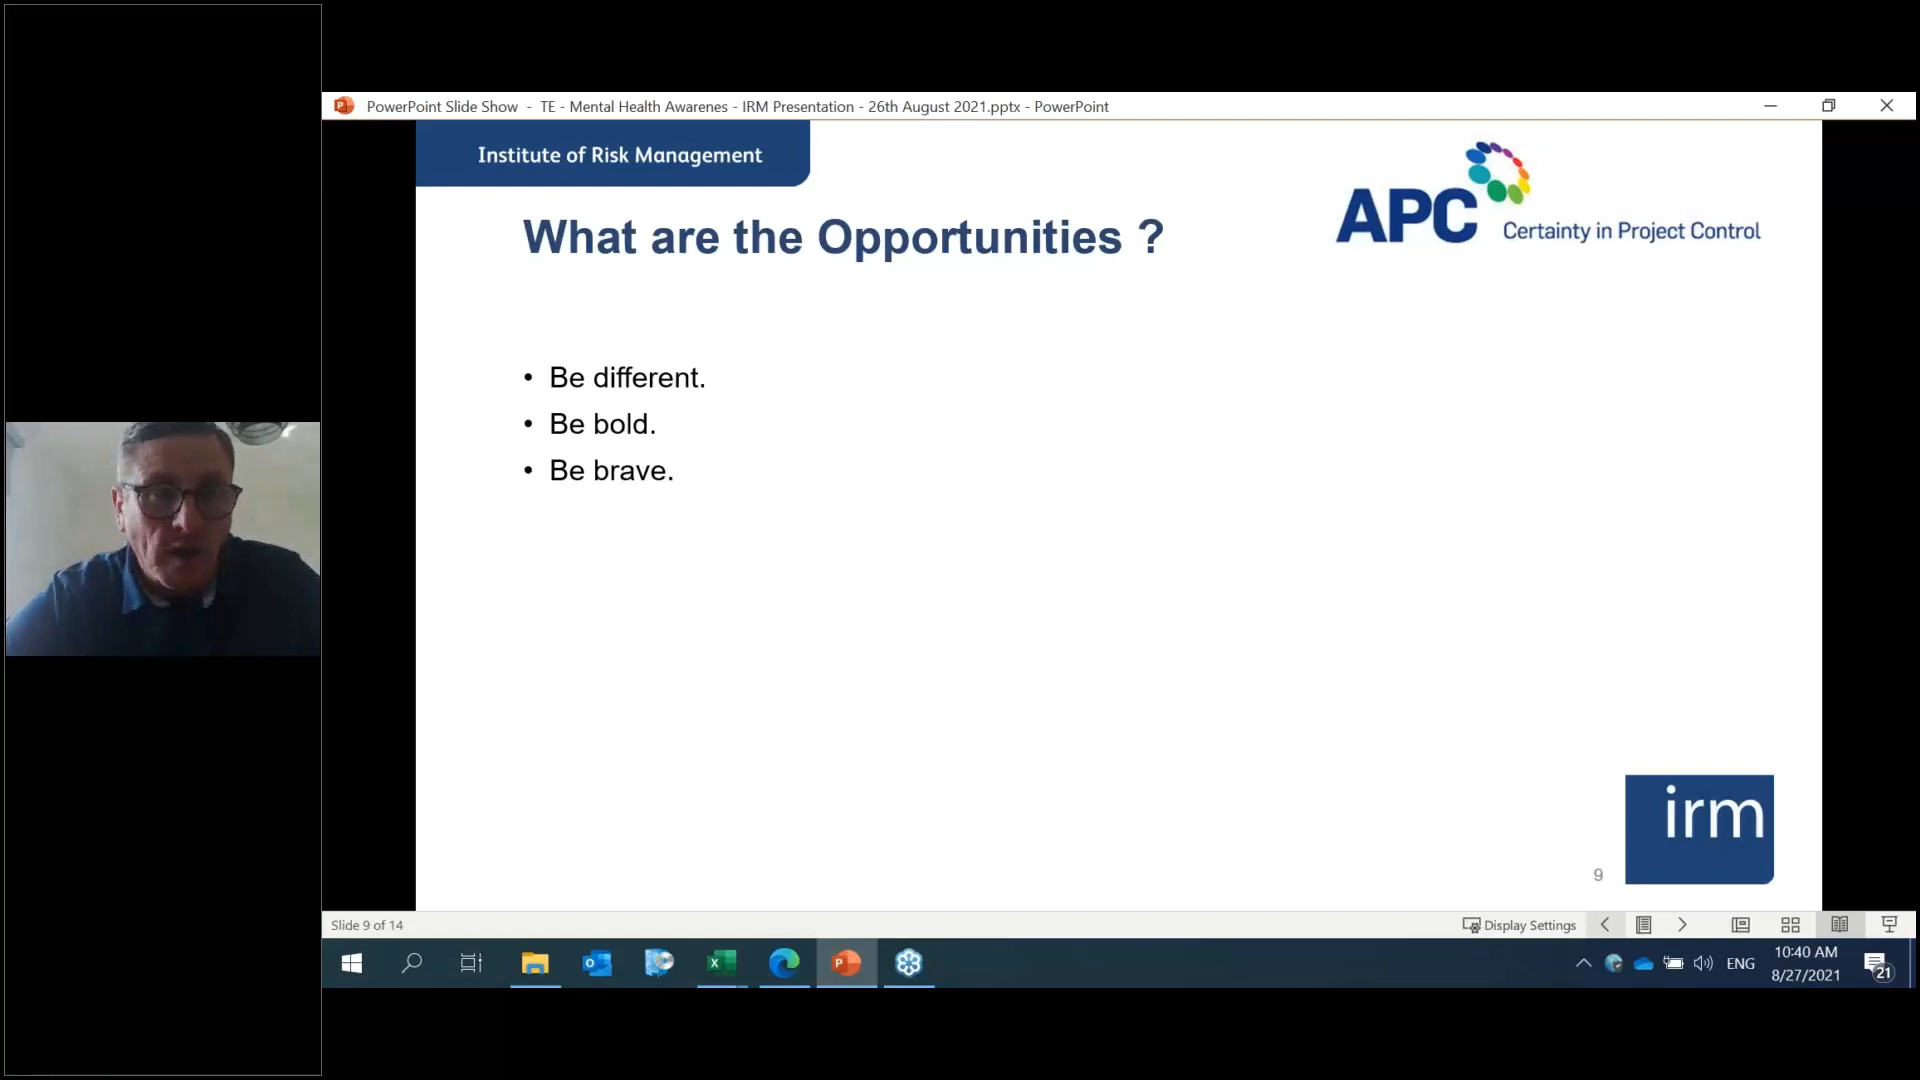 PowerPoint Slide Show - TE - Mental Health Awarenes - IRM Presentation - 26th August 2021.pptx - PowerPoint
Institute of Risk Management
APC
Certainty in Project Control
What are the Opportunities ?
• Be different.
• Be bold.
• Be brave.
irm
9
Slide 9 of 14
Display Settings
ENG
10:40 AM
8/27/2021
21